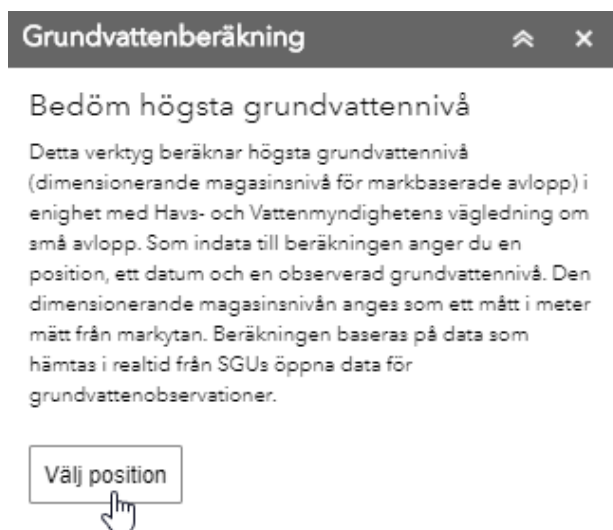 Grundvattenberäkning
Bedöm högsta grundvattennivå
Detta verktyg beräknar högsta grundvattennivå
(dimensionerande magasinsnivå för markbaserade avlopp) i
enighet med Havs- och Vattenmyndighetens vägledning om
små avlopp. Som indata till beräkningen anger du en
position, ett datum och en observerad grundvattennivå. Den
dimensionerande magasinsnivån anges som ett mått i meter
mätt från markytan. Beräkningen baseras på data som
hämtas i realtid från SGUs öppna data för
grundvattenobservationer.
Välj position